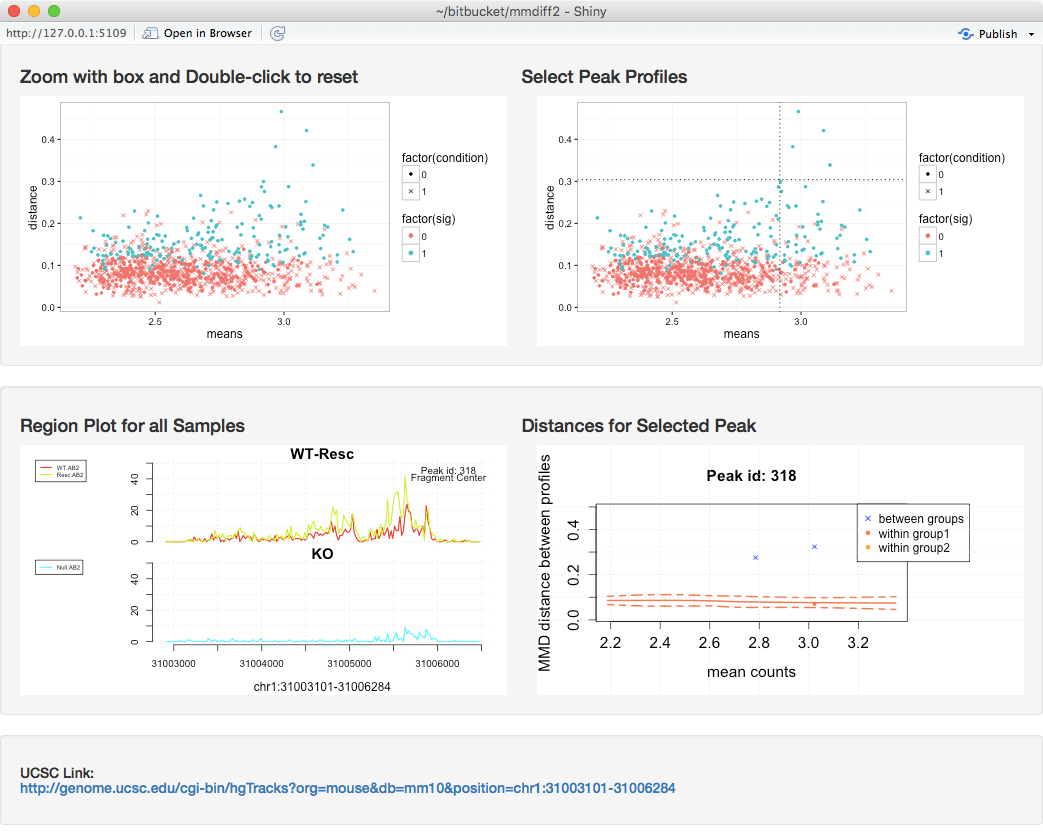 ~/bitbucket/mmdiff2 - Shiny
http://127.0.0.1:5109
Open in Browser
Publish
Zoom with box and Double-click to reset
distance
0.4
0.3
0.2
0.1
0.0
2.5
3.0
means
factor(condition)
0
1
factor(sig)
0
1
Select Peak Profiles
distance
0.4
0.3
0.2
0.1
0.0
2.5
3.0
means
factor(condition)
0
1
factor(sig)
0
1
Region Plot for all Samples
WT.AB2
Resc.AB2
WT-Resc
Peak id: 318
Fragment Center
40
20
0
Null.AB2
KO
40
20
0
31003000
31004000
31005000
31006000
chr1:31003101-31006284
Distances for Selected Peak
Peak id: 318
MMD distance between profiles
0.4
0.2
0.0
between groups
within group1
within group2
2.2
2.4
2.6
2.8
3.0
3.2
mean counts
UCSC Link:
http://genome.ucsc.edu/cgi-bin/hgTracks?org=mouse&db=mm10&position=chr1:31003101-31006284